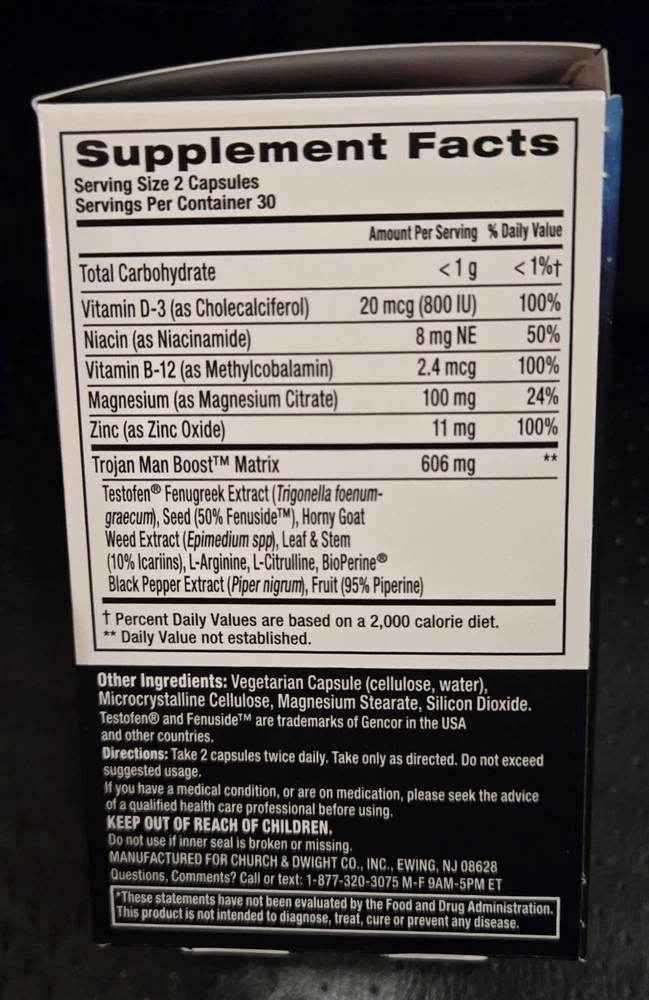 Supplement Facts
Serving Size 2 Capsules
Servings Per Container 30
Amount Per Serving % Daily Value
Total Carbohydrate <1 g <1%†
Vitamin D-3 (as Cholecalciferol) 20 mcg (800 IU) 100%
Niacin (as Niacinamide) 8 mg NE 50%
Vitamin B-12 (as Methylcobalamin) 2.4 mcg 100%
Magnesium (as Magnesium Citrate) 100 mg 24%
Zinc (as Zinc Oxide) 11 mg 100%
Trojan Man Boost™ Matrix 606 mg **
Testofen® Fenugreek Extract (Trigonella foenum-
graecum), Seed (50% Fenuside™), Horny Goat
Weed Extract (Epimedium spp), Leaf & Stem
(10% Icariins), L-Arginine, L-Citrulline, BioPerine®
Black Pepper Extract (Piper nigrum), Fruit (95% Piperine)
† Percent Daily Values are based on a 2,000 calorie diet.
** Daily Value not established.
Other Ingredients: Vegetarian Capsule (cellulose, water),
Microcrystalline Cellulose, Magnesium Stearate, Silicon Dioxide.
Testofen® and Fenuside™ are trademarks of Gencor in the USA
and other countries.
Directions: Take 2 capsules twice daily. Take only as directed. Do not exceed
suggested usage.
If you have a medical condition, or are on medication, please seek the advice
of a qualified health care professional before using.
KEEP OUT OF REACH OF CHILDREN.
Do not use if inner seal is broken or missing.
MANUFACTURED FOR CHURCH & DWIGHT CO., INC., EWING, NJ 08628
Questions, Comments? Call or text: 1-877-320-3075 M-F 9AM-5PM ET
*These statements have not been evaluated by the Food and Drug Administration.
This product is not intended to diagnose, treat, cure or prevent any disease.